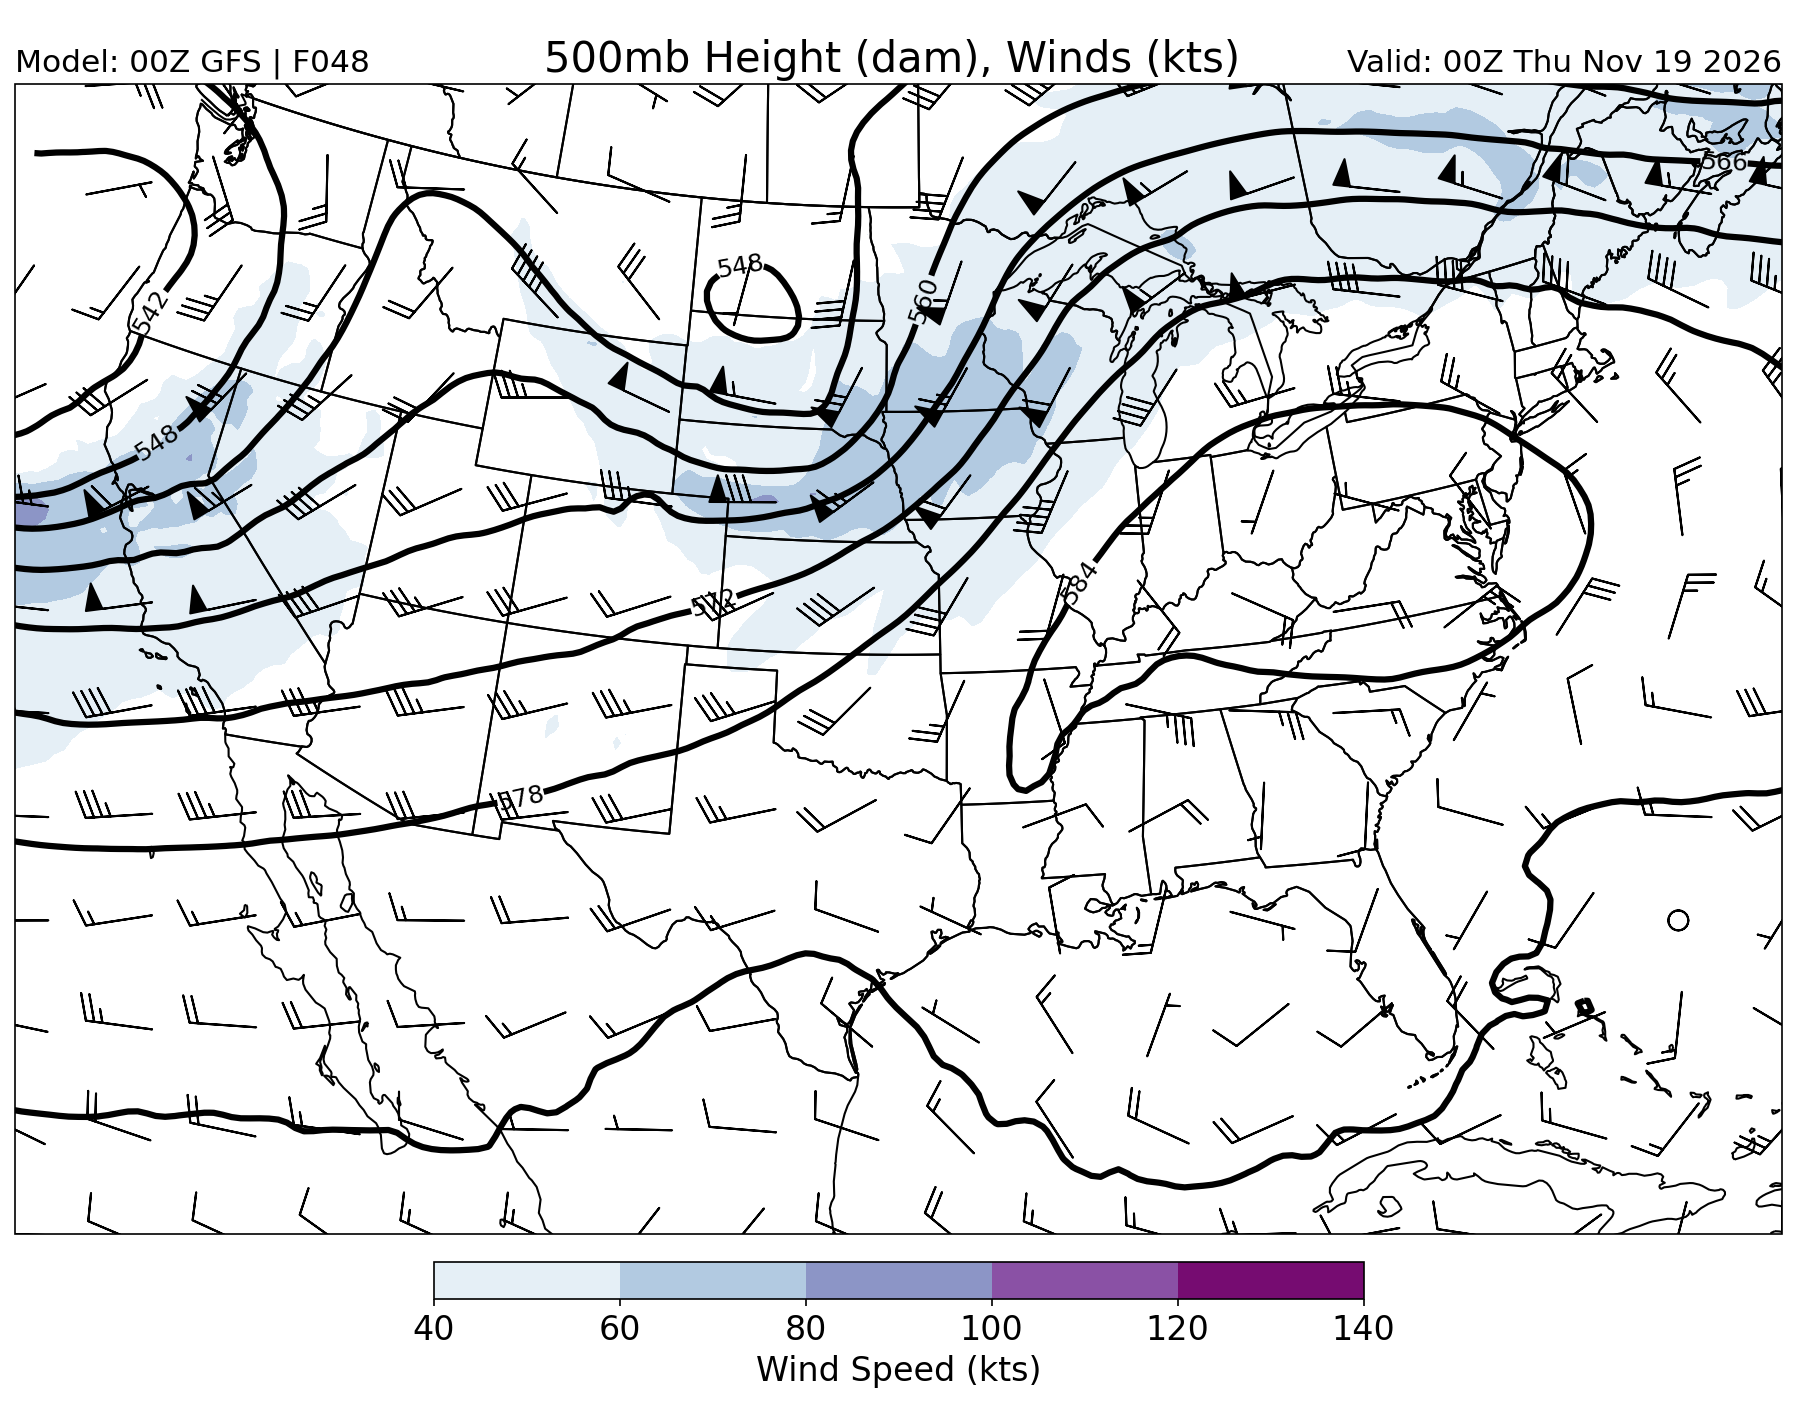 Model: 00Z GFS | F048
500mb Height (dam), Winds (kts)
Valid: 00Z Thu Nov 19 2026
566
548
542
560
548
584
572
578
40 60 80 100 120 140
Wind Speed (kts)